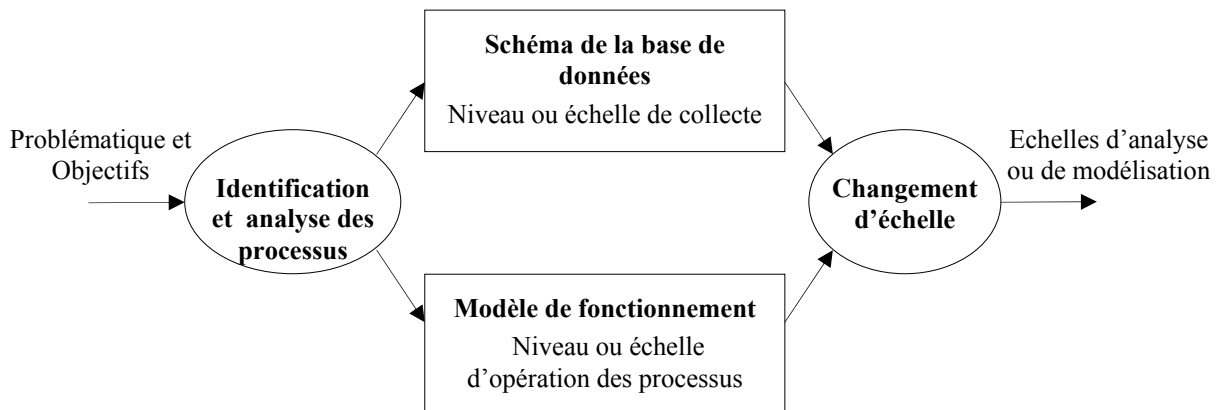 Problématique et
Objectifs
Identification
et analyse des
processus
Schéma de la base de
données
Niveau ou échelle de collecte
Modèle de fonctionnement
Niveau ou échelle
d’opération des processus
Changement
d’échelle
Echelles d’analyse
ou de modélisation